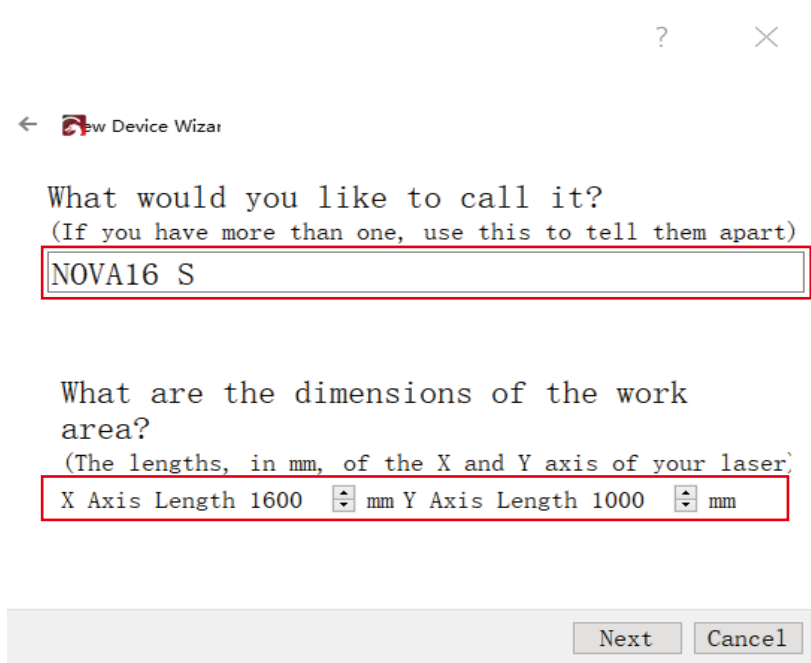 ?
ew Device Wizar
What would you like to call it?
(If you have more than one, use this to tell them apart)
NOVA16 S
What are the dimensions of the work
area?
(The lengths, in mm, of the X and Y axis of your laser)
X Axis Length 1600 mm Y Axis Length 1000 mm
Next Cancel